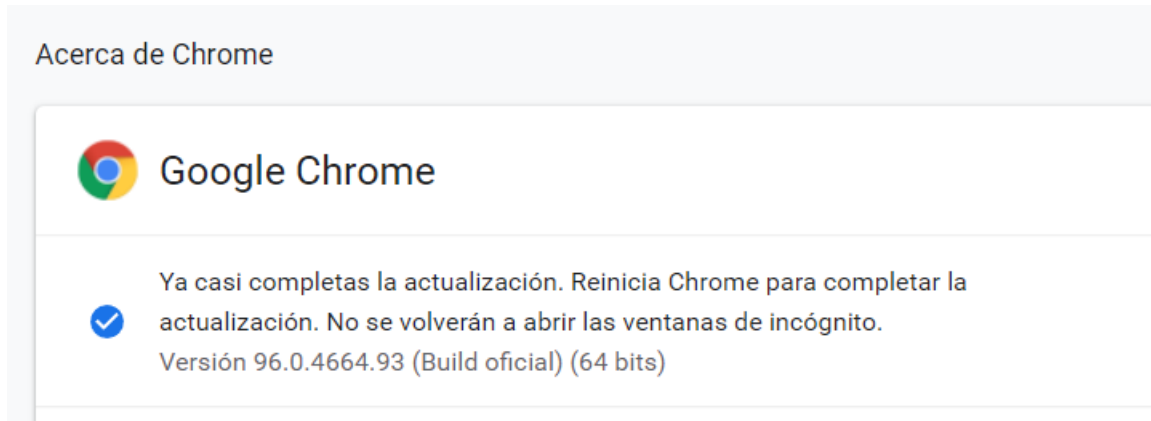 Acerca de Chrome
Google Chrome
Ya casi completas la actualización. Reinicia Chrome para completar la
actualización. No se volverán a abrir las ventanas de incógnito.
Versión 96.0.4664.93 (Build oficial) (64 bits)